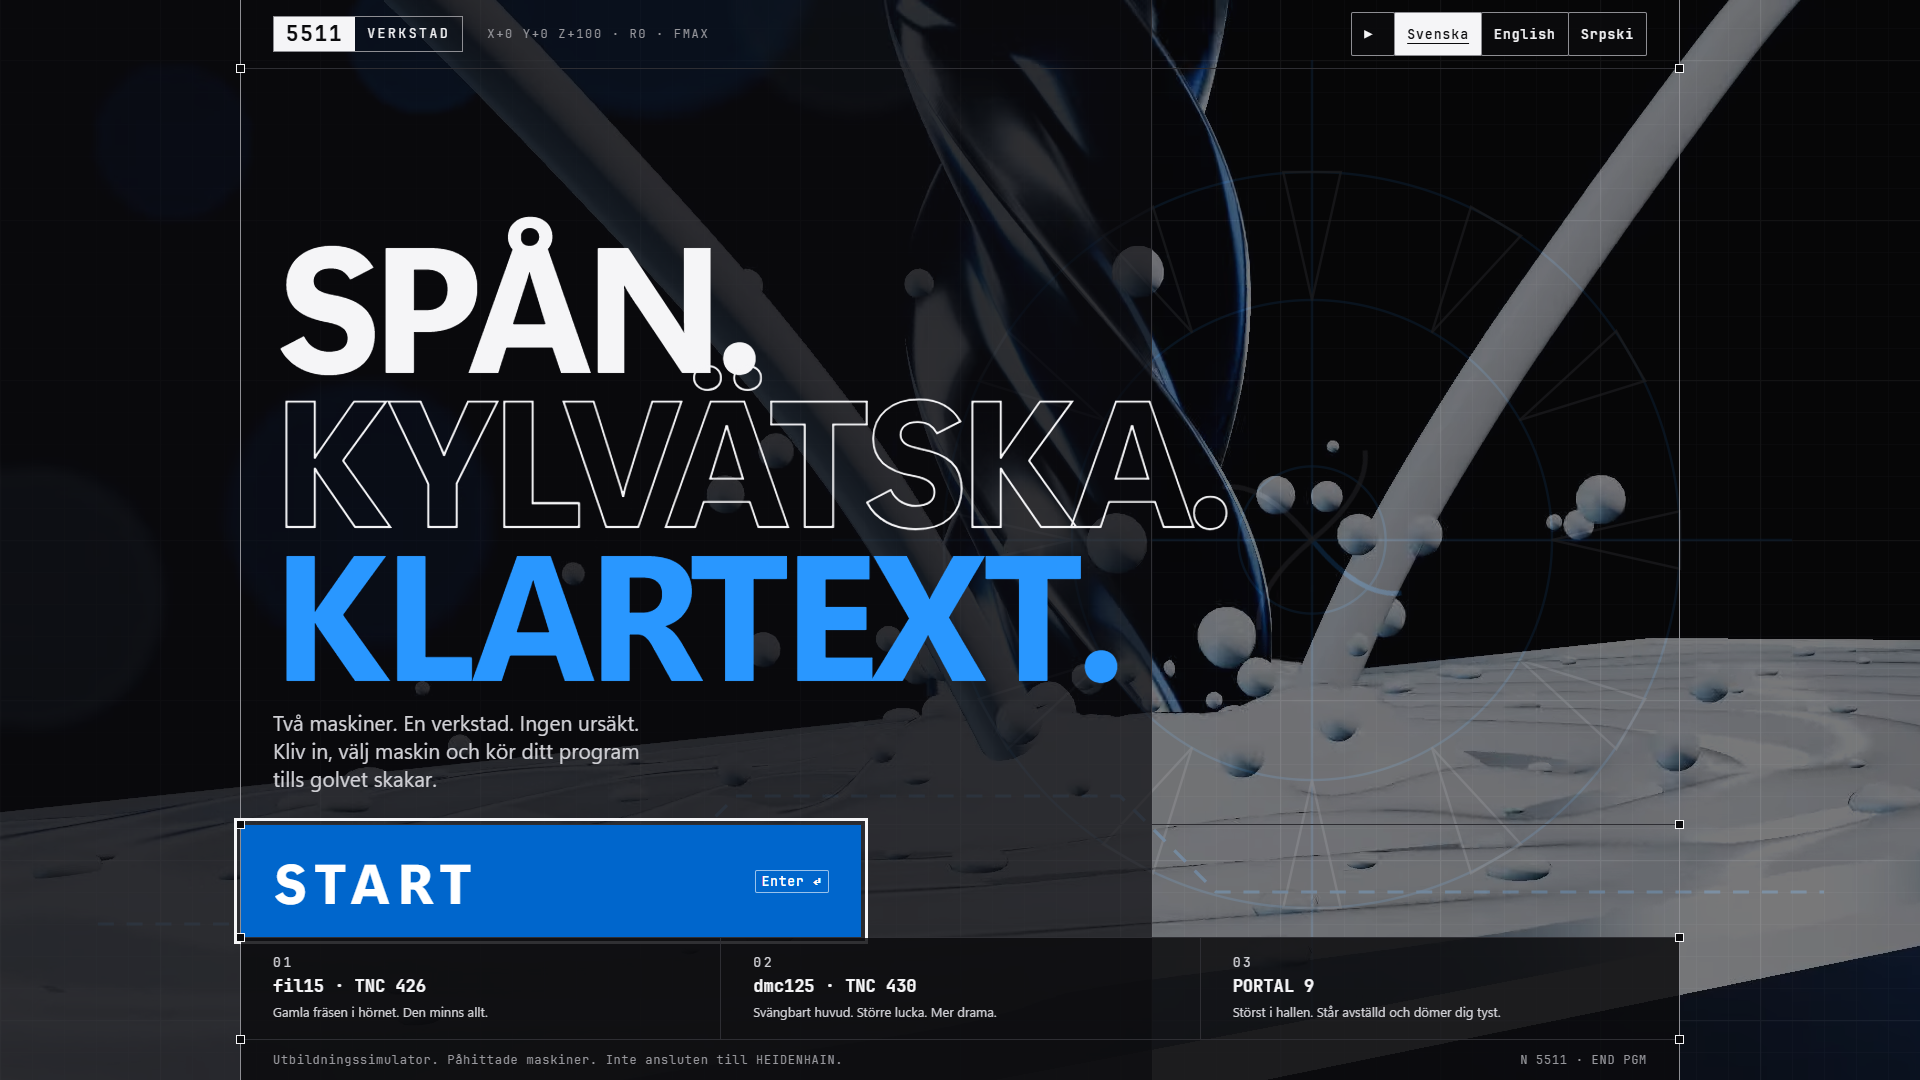 5511 VERKSTAD X+0 Y+0 Z+100 · R0 · FMAX ▶ Svenska English Srpski
SPÅN.
KYLVÄTSKA.
KLARTEXT.
Två maskiner. En verkstad. Ingen ursäkt.
Kliv in, välj maskin och kör ditt program
tills golvet skakar.
START Enter ⏎
01
fil15 · TNC 426
Gamla fräsen i hörnet. Den minns allt.
02
dmc125 · TNC 430
Svängbart huvud. Större lucka. Mer drama.
03
PORTAL 9
Störst i hallen. Står avställd och dömer dig tyst.
Utbildningssimulator. Påhittade maskiner. Inte ansluten till HEIDENHAIN. N 5511 · END PGM